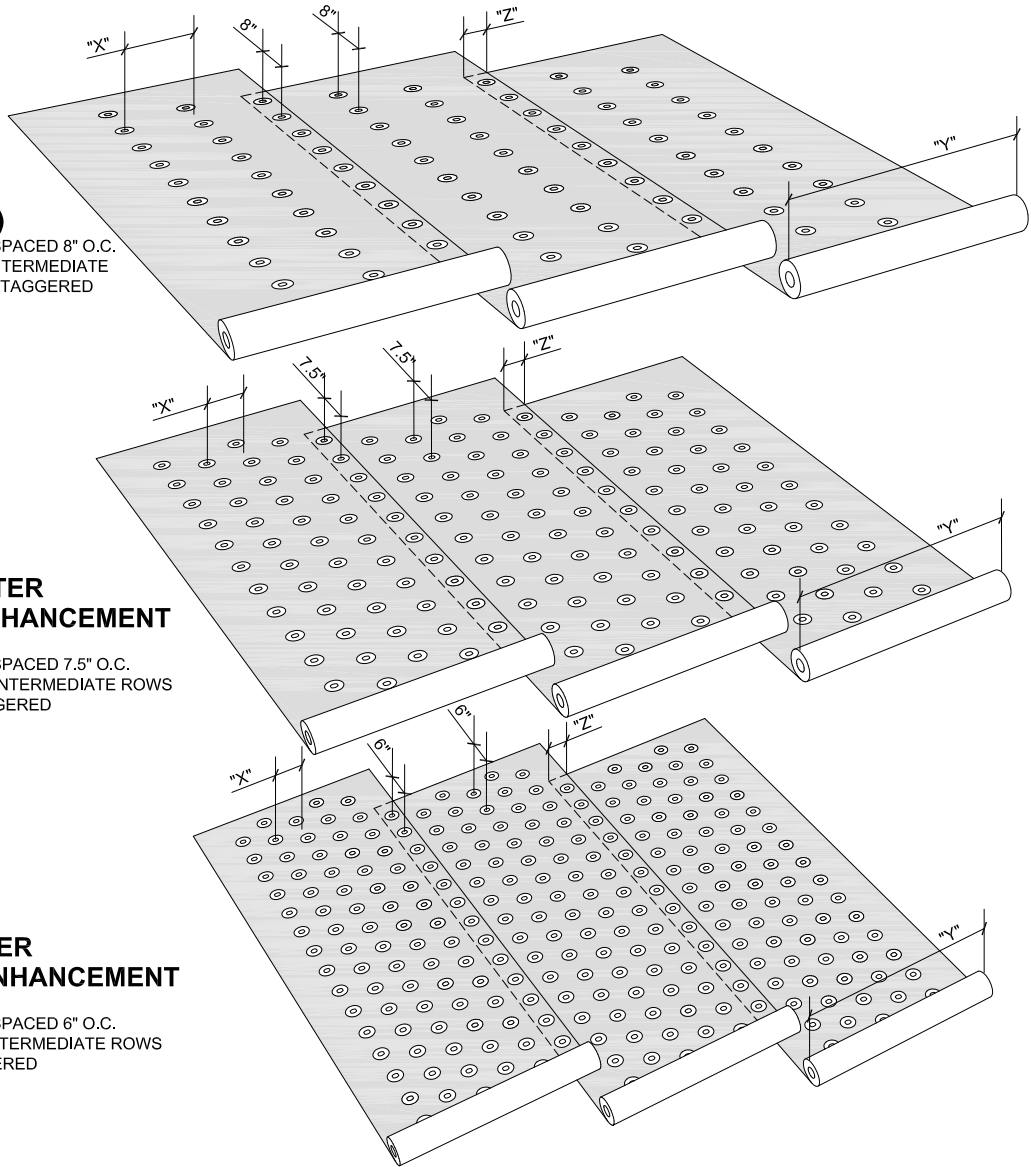 "X"
8"
8"
"Z"
"Y"
)
SPACED 8" O.C.
TERMEDIATE
TAGGERED
"X"
7.5"
7.5"
"Z"
"Y"
TER
HANCEMENT
SPACED 7.5" O.C.
INTERMEDIATE ROWS
GERED
"X"
6"
6"
"Z"
"Y"
ER
NHANCEMENT
SPACED 6" O.C.
TERMEDIATE ROWS
ERED